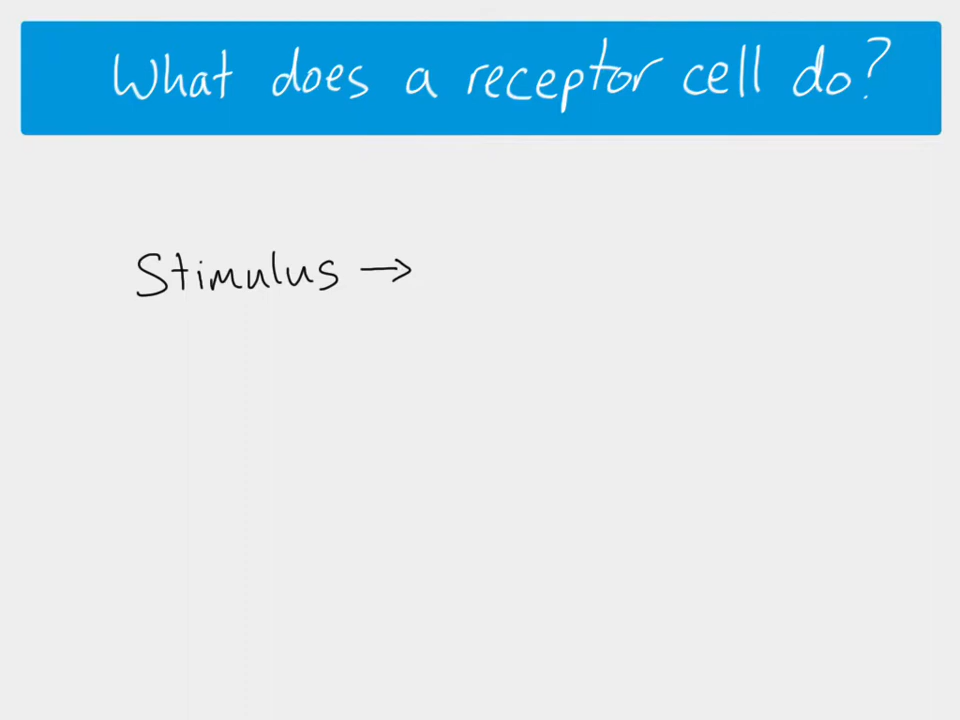 What does a receptor cell do?
Stimulus →